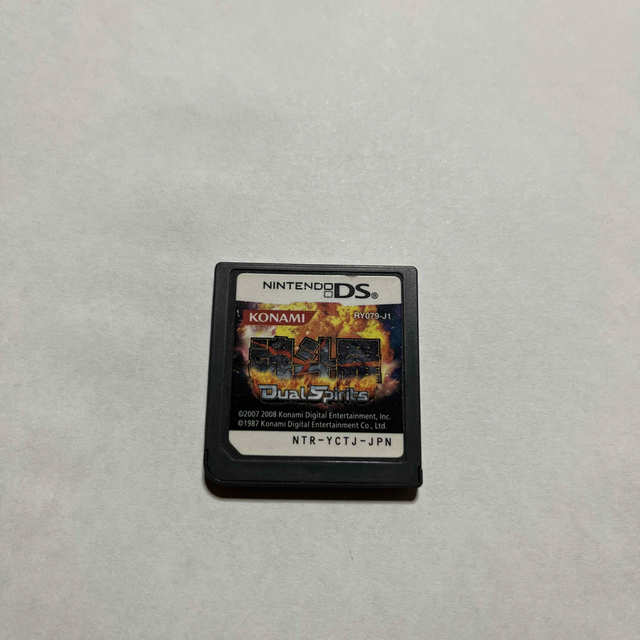 NINTENDO DS
KONAMI
RY079-J1
魂斗羅
Dual Spirits
©2007 2008 Konami Digital Entertainment, Inc.
©1987 Konami Digital Entertainment Co., Ltd.
NTR-YCTJ-JPN